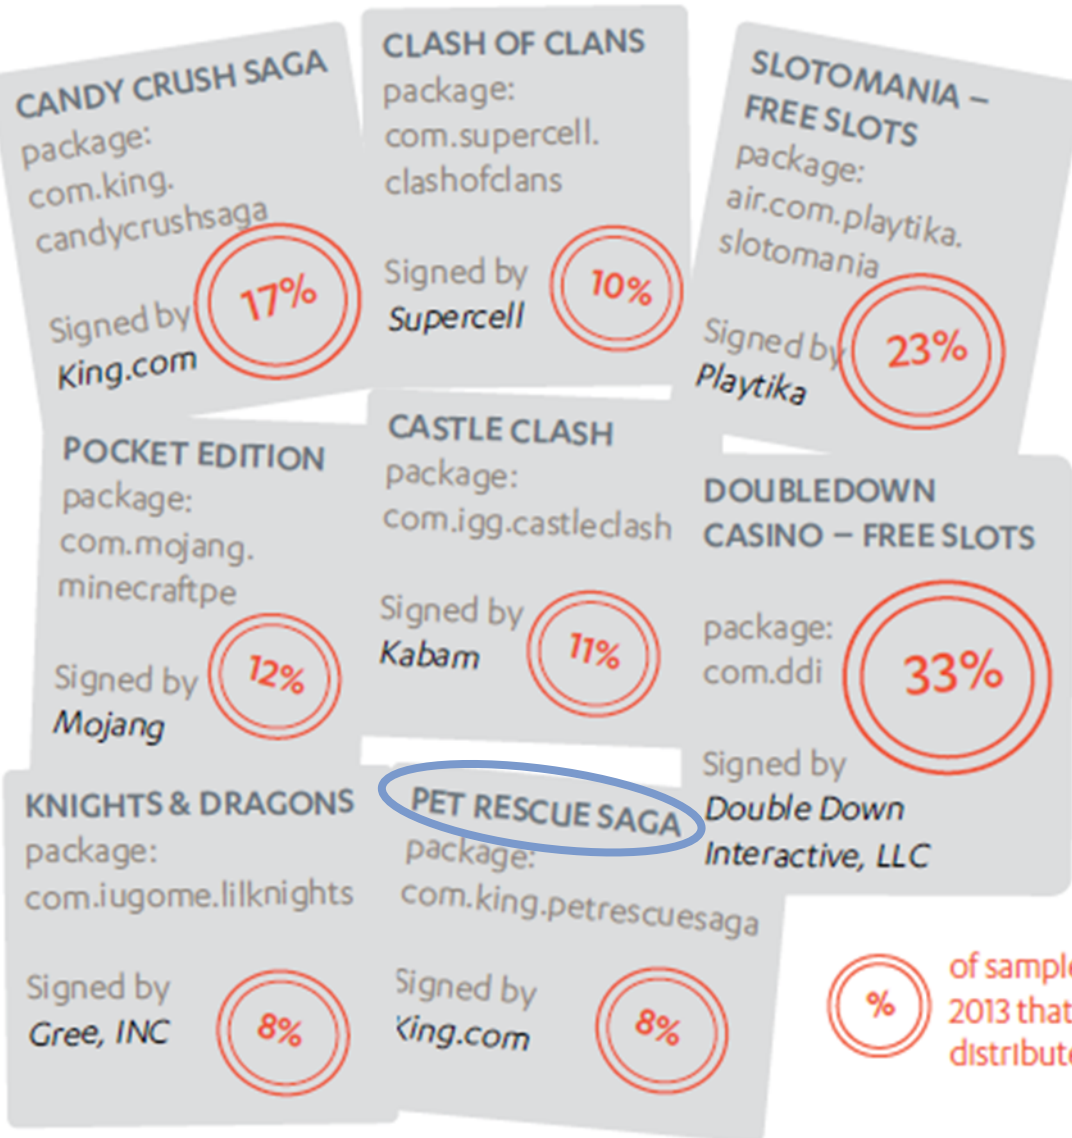 CANDY CRUSH SAGA
package:
com.king.
candycrushsaga
17%
Signed by
King.com
CLASH OF CLANS
package:
com.supercell.
clashofclans
Signed by
10%
Supercell
SLOTOMANIA –
FREE SLOTS
package:
air.com.playtika.
slotomania
Signed by
23%
Playtika
POCKET EDITION
package:
com.mojang.
minecraftpe
Signed by
12%
Mojang
CASTLE CLASH
package:
com.igg.castleclash
Signed by
11%
Kabam
DOUBLEDOWN
CASINO – FREE SLOTS
package:
com.ddi
33%
Signed by
Double Down
Interactive, LLC
KNIGHTS & DRAGONS
package:
com.iugome.lilknights
Signed by
8%
Gree, INC
PET RESCUE SAGA
package:
com.king.petrescuesaga
Signed by
8%
King.com
%
of sample
2013 that
distribute